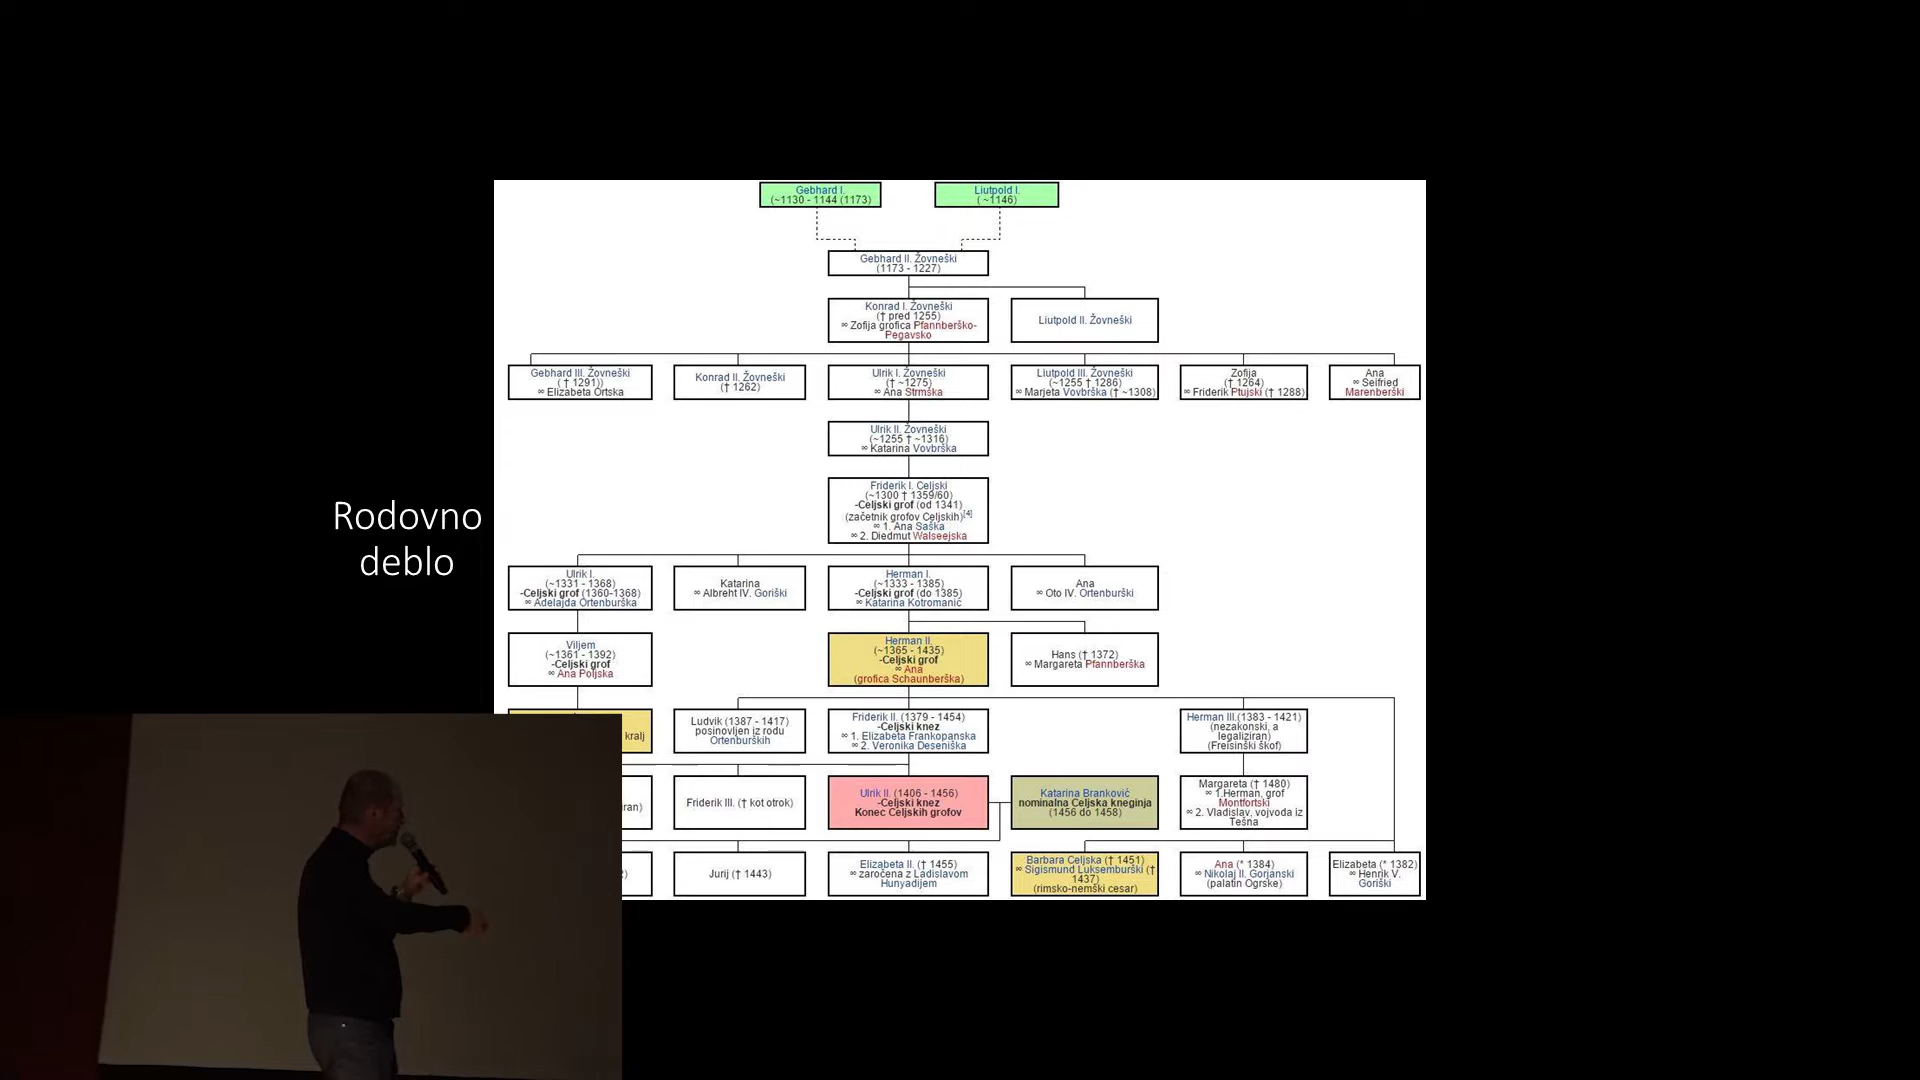 Rodovno
deblo
Gebhard I.
(~1130 - 1144 (1173)
Liutpold I.
( ~1146)
Gebhard II. Žovneški
(1173 - 1227)
Konrad I. Žovneški
(† pred 1255)
∞ Zofija grofica Pfannberško-
Pegavsko
Liutpold II. Žovneški
Gebhard III. Žovneški
( † 1291))
∞ Elizabeta Ortska
Konrad II. Žovneški
(† 1262)
Ulrik I. Žovneški
(† ~1275)
∞ Ana Strmška
Liutpold III. Žovneški
(~1255 † 1286)
∞ Marjeta Vovbrška († ~1308)
Zofija
(† 1264)
∞ Friderik Ptujski († 1288)
Ana
∞ Seifried
Marenberški
Ulrik II. Žovneški
(~1255 † ~1316)
∞ Katarina Vovbrška
Friderik I. Celjski
(~1300 † 1359/60)
-Celjski grof (od 1341)
(začetnik grofov Celjskih)[4]
∞ 1. Ana Saška
∞ 2. Diedmut Walseejska
Ulrik I.
(~1331 - 1368)
-Celjski grof (1360-1368)
∞ Adelajda Ortenburška
Katarina
∞ Albreht IV. Goriški
Herman I.
(~1333 - 1385)
-Celjski grof (do 1385)
∞ Katarina Kotromanić
Ana
∞ Oto IV. Ortenburški
Viljem
(~1361 - 1392)
-Celjski grof
∞ Ana Poljska
Herman II.
(~1365 - 1435)
-Celjski grof
∞ Ana
(grofica Schaunberška)
Hans († 1372)
∞ Margareta Pfannberška
kralj
Ludvik (1387 - 1417)
posinovljen iz rodu
Ortenburških
Friderik II. (1379 - 1454)
-Celjski knez
∞ 1. Elizabeta Frankopanska
∞ 2. Veronika Deseniška
Herman III.(1383 - 1421)
(nezakonski, a
legaliziran)
(Freisinški škof)
ran)
Friderik III. († kot otrok)
Ulrik II. (1406 - 1456)
-Celjski knez
Konec Celjskih grofov
Katarina Branković
nominalna Celjska kneginja
(1456 do 1458)
Margareta († 1480)
∞ 1.Herman, grof
Montfortski
∞ 2. Vladislav, vojvoda iz
Tešna
Jurij († 1443)
Elizabeta II. († 1455)
∞ zaročena z Ladislavom
Hunyadijem
Barbara Celjska († 1451)
∞ Sigismund Luksemburški (†
1437)
(rimsko-nemški cesar)
Ana (* 1384)
∞ Nikolaj II. Gorjanski
(palatin Ogrske)
Elizabeta (* 1382)
∞ Henrik V.
Goriški